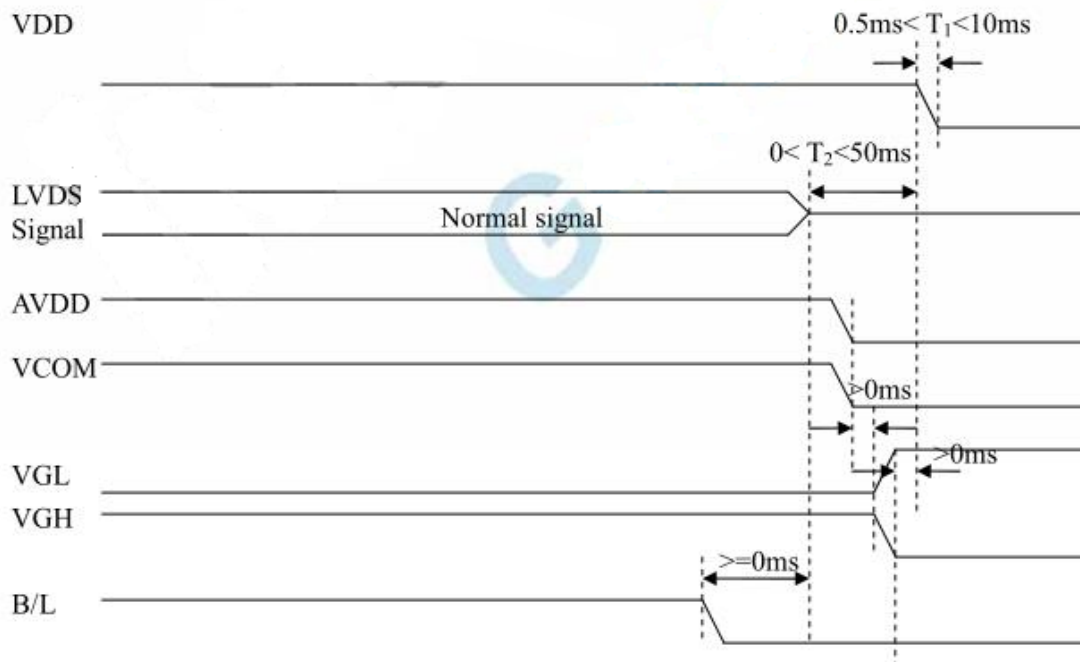 VDD
0.5ms< T₁<10ms
0< T₂<50ms
LVDS
Signal
Normal signal
AVDD
VCOM
>0ms
VGL
>0ms
VGH
>=0ms
B/L